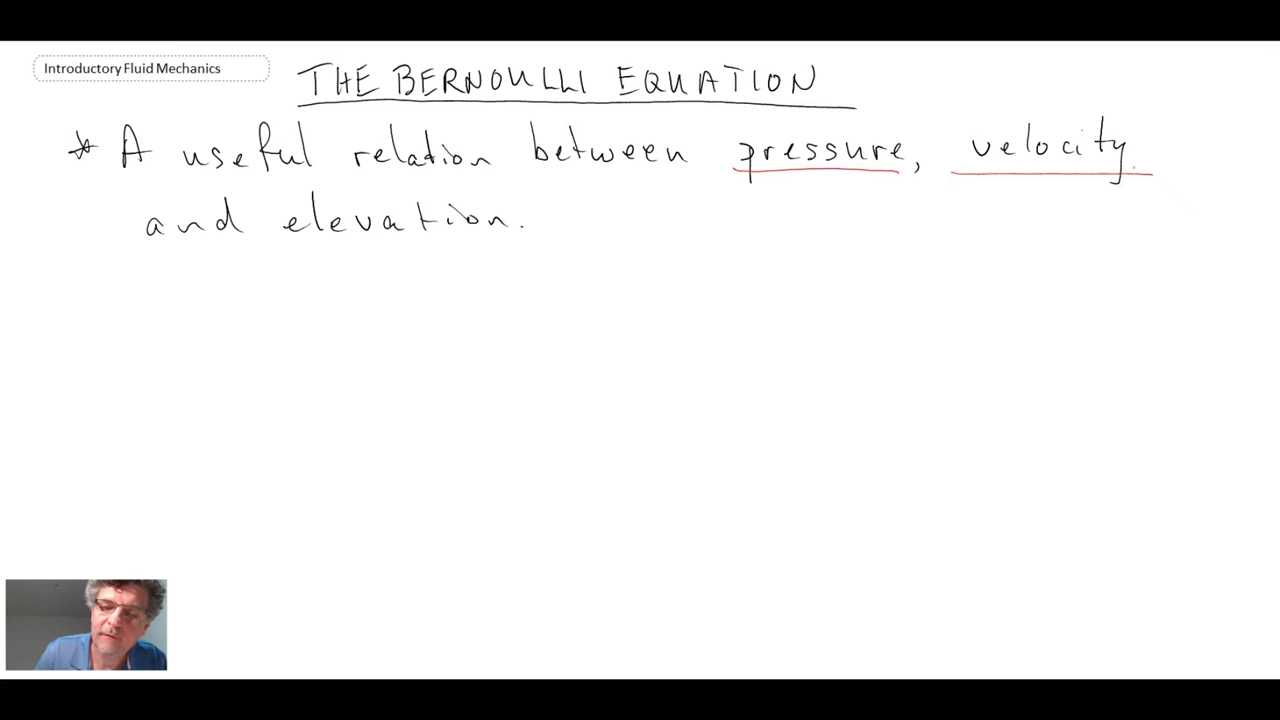 Introductory Fluid Mechanics
THE BERNOULLI EQUATION
* A useful relation between pressure, velocity
and elevation.